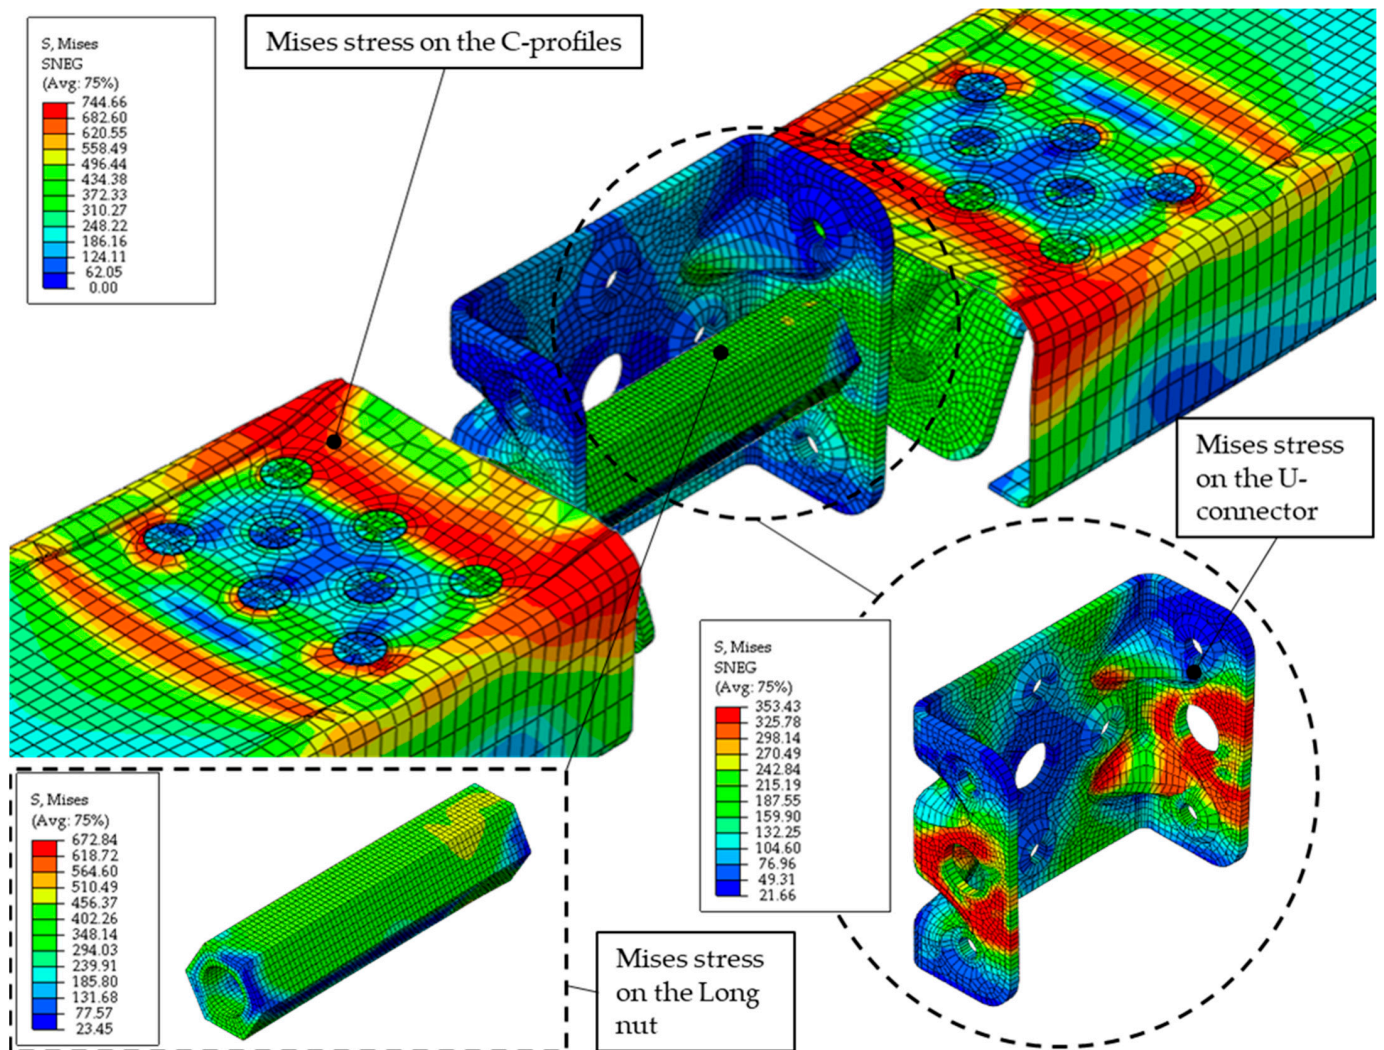 Mises stress on the C-profiles
S, Mises
SNEG
(Avg: 75%)
744.66
682.60
620.55
558.49
496.44
434.38
372.33
310.27
248.22
186.16
124.11
62.05
0.00
Mises stress
on the U-
connector
S, Mises
SNEG
(Avg: 75%)
353.43
325.78
298.14
270.49
242.84
215.19
187.55
159.90
132.25
104.60
76.96
49.31
21.66
S, Mises
(Avg: 75%)
672.84
618.72
564.60
510.49
456.37
402.26
348.14
294.03
239.91
185.80
131.68
77.57
23.45
Mises stress
on the Long
nut